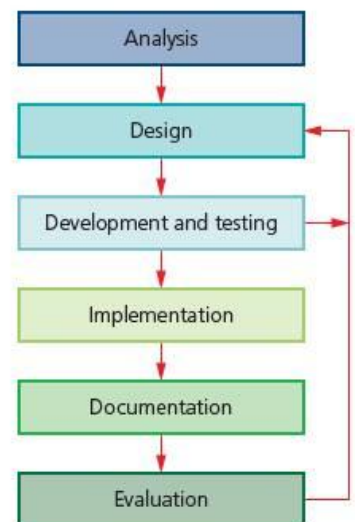 Analysis
Design
Development and testing
Implementation
Documentation
Evaluation